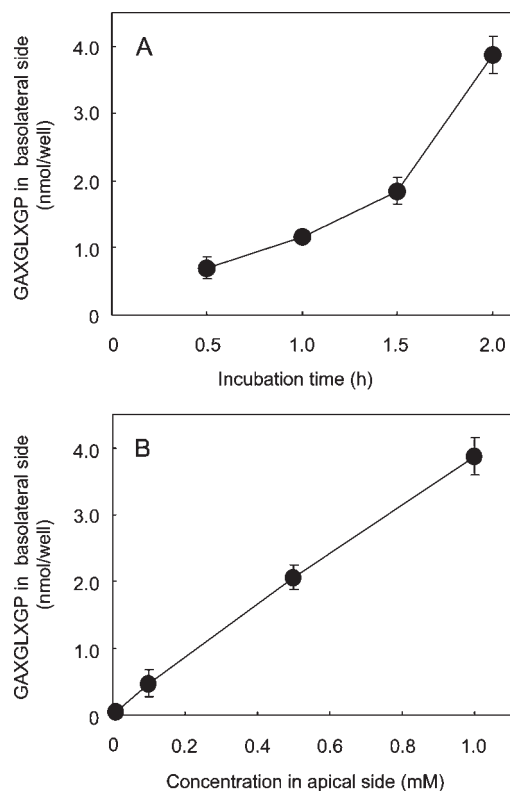 A
GAXGLXGP in basolateral side
(nmol/well)
4.0
3.0
2.0
1.0
0
0
0.5
1.0
1.5
2.0
Incubation time (h)
B
GAXGLXGP in basolateral side
(nmol/well)
4.0
3.0
2.0
1.0
0
0
0.2
0.4
0.6
0.8
1.0
Concentration in apical side (mM)